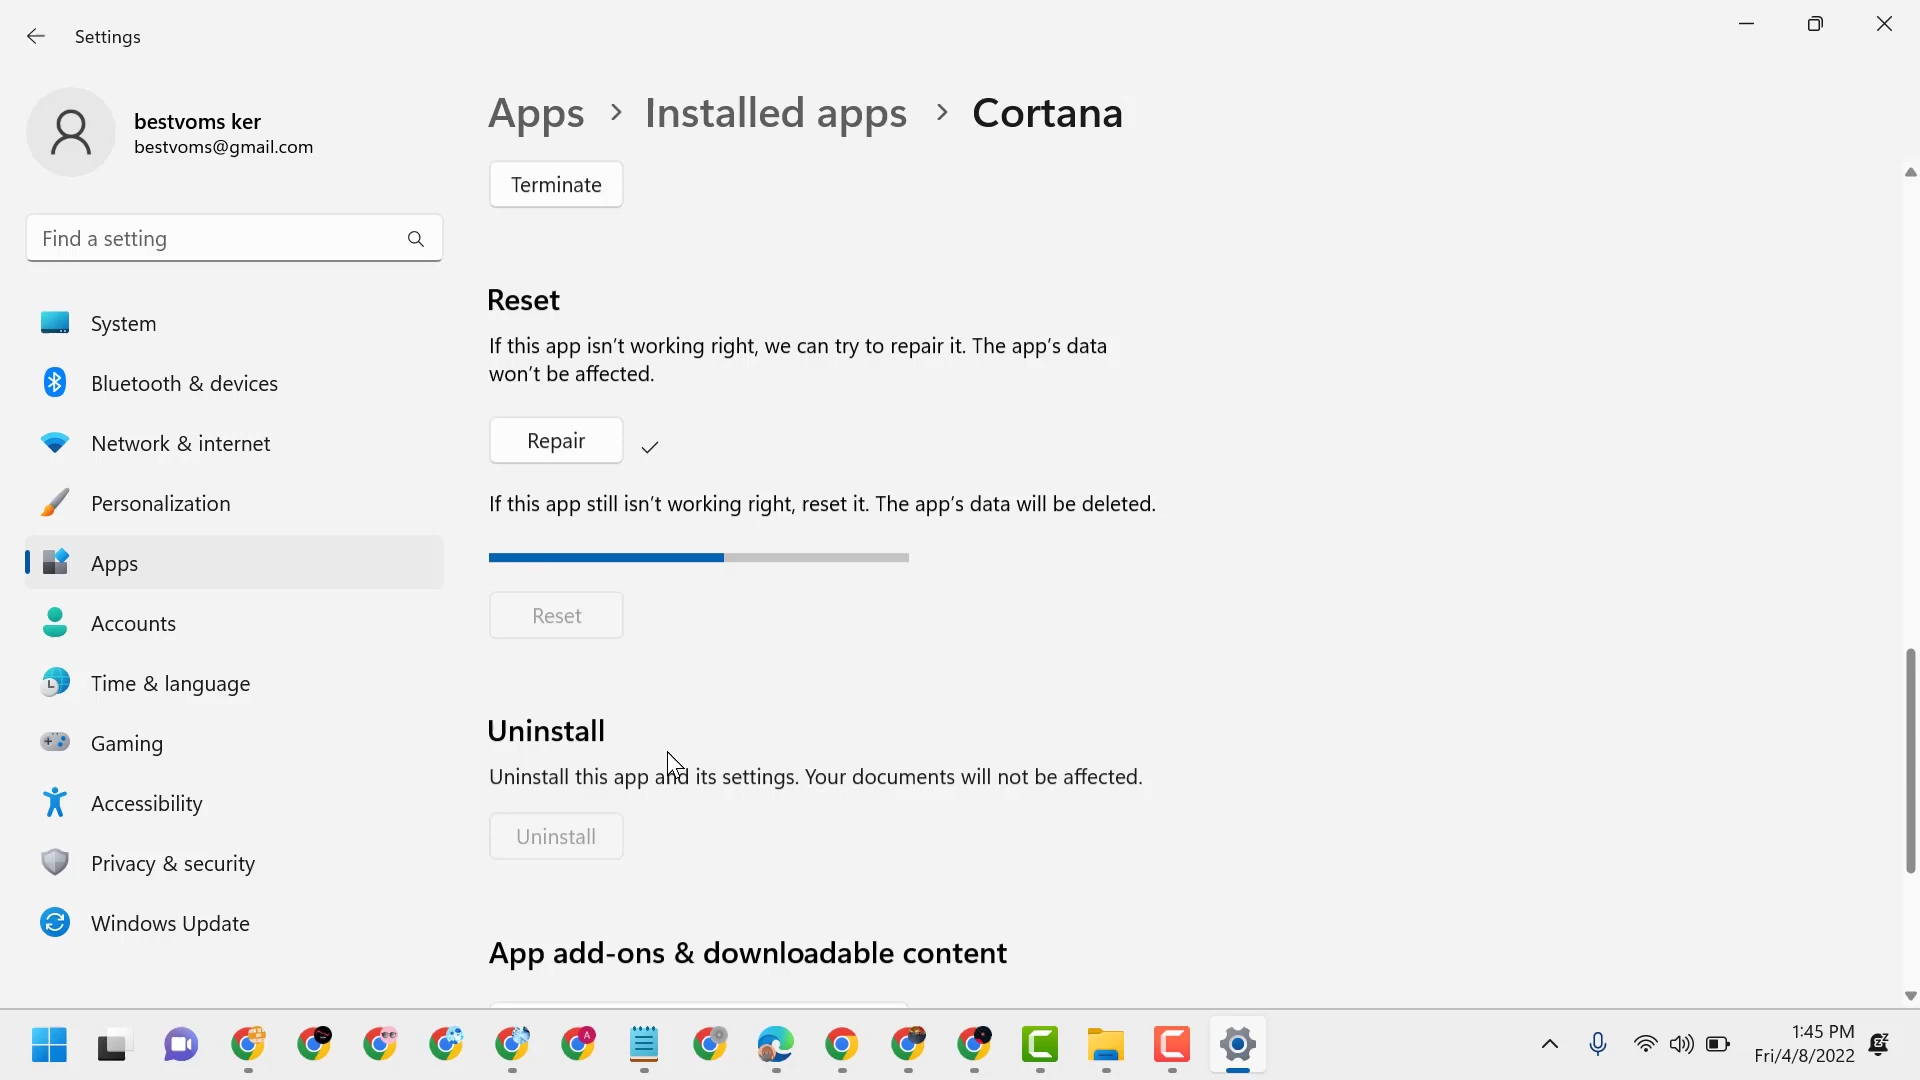 Settings
bestvoms ker
bestvoms@gmail.com
Find a setting
System
Bluetooth & devices
Network & internet
Personalization
Apps
Accounts
Time & language
Gaming
Accessibility
Privacy & security
Windows Update
Apps > Installed apps > Cortana
Terminate
Reset
If this app isn't working right, we can try to repair it. The app's data
won't be affected.
Repair
If this app still isn't working right, reset it. The app's data will be deleted.
Reset
Uninstall
Uninstall this app and its settings. Your documents will not be affected.
Uninstall
App add-ons & downloadable content
1:45 PM
Fri/4/8/2022